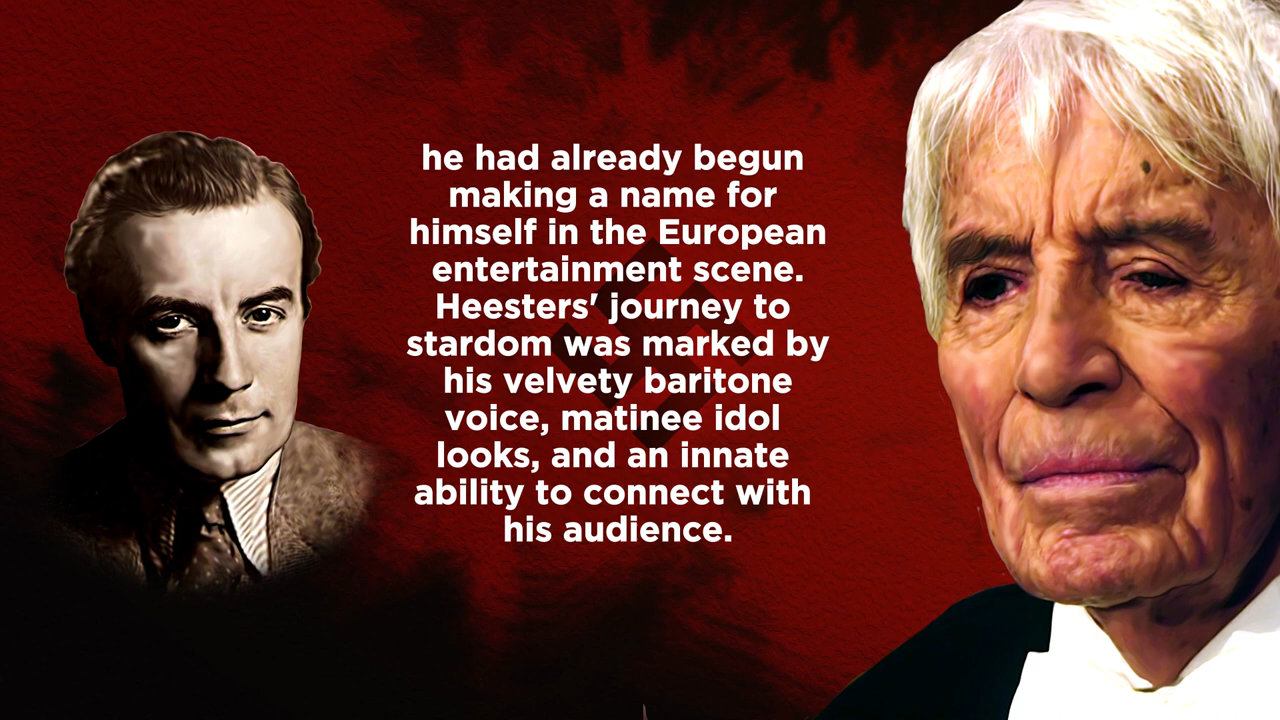 he had already begun
making a name for
himself in the European
entertainment scene.
Heesters' journey to
stardom was marked by
his velvety baritone
voice, matinee idol
looks, and an innate
ability to connect with
his audience.